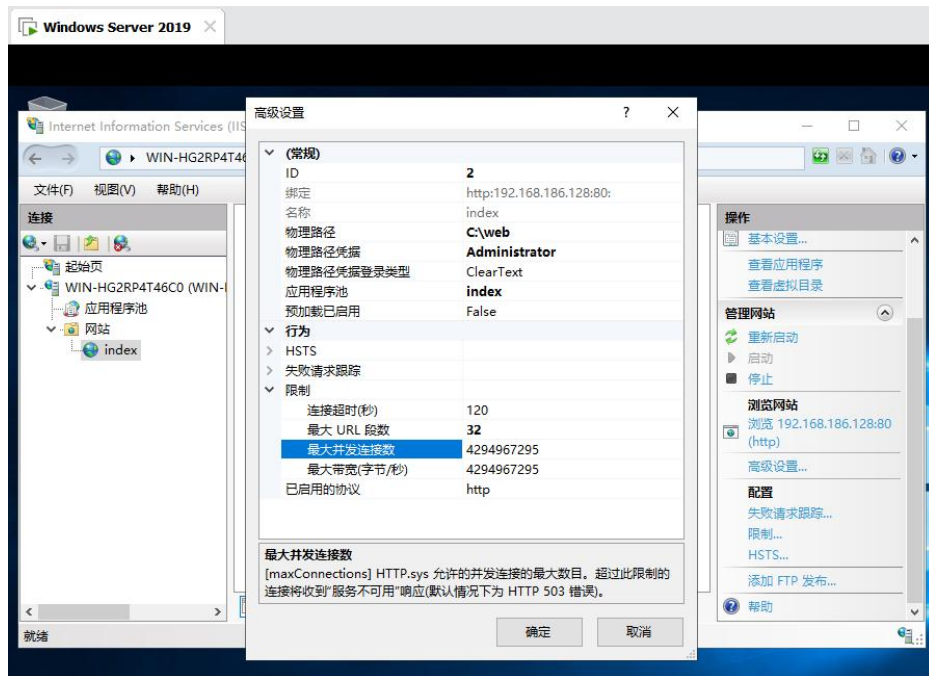 Windows Server 2019
Internet Information Services (IIS
WIN-HG2RP4T46
文件(F) 视图(V) 帮助(H)
连接
起始页
WIN-HG2RP4T46C0 (WIN-
应用程序池
网站
index
就绪
高级设置
(常规)
ID 2
绑定 http:192.168.186.128:80:
名称 index
物理路径 C:\web
物理路径凭据 Administrator
物理路径凭据登录类型 ClearText
应用程序池 index
预加载已启用 False
行为
HSTS
失败请求跟踪
限制
连接超时(秒) 120
最大 URL 段数 32
最大并发连接数 4294967295
最大带宽(字节/秒) 4294967295
已启用的协议 http
最大并发连接数
[maxConnections] HTTP.sys 允许的并发连接的最大数目。超过此限制的
连接将收到“服务不可用”响应(默认情况下为 HTTP 503 错误)。
确定 取消
操作
基本设置...
查看应用程序
查看虚拟目录
管理网站
重新启动
启动
停止
浏览网站
浏览 192.168.186.128:80
(http)
高级设置...
配置
失败请求跟踪...
限制...
HSTS...
添加 FTP 发布...
帮助